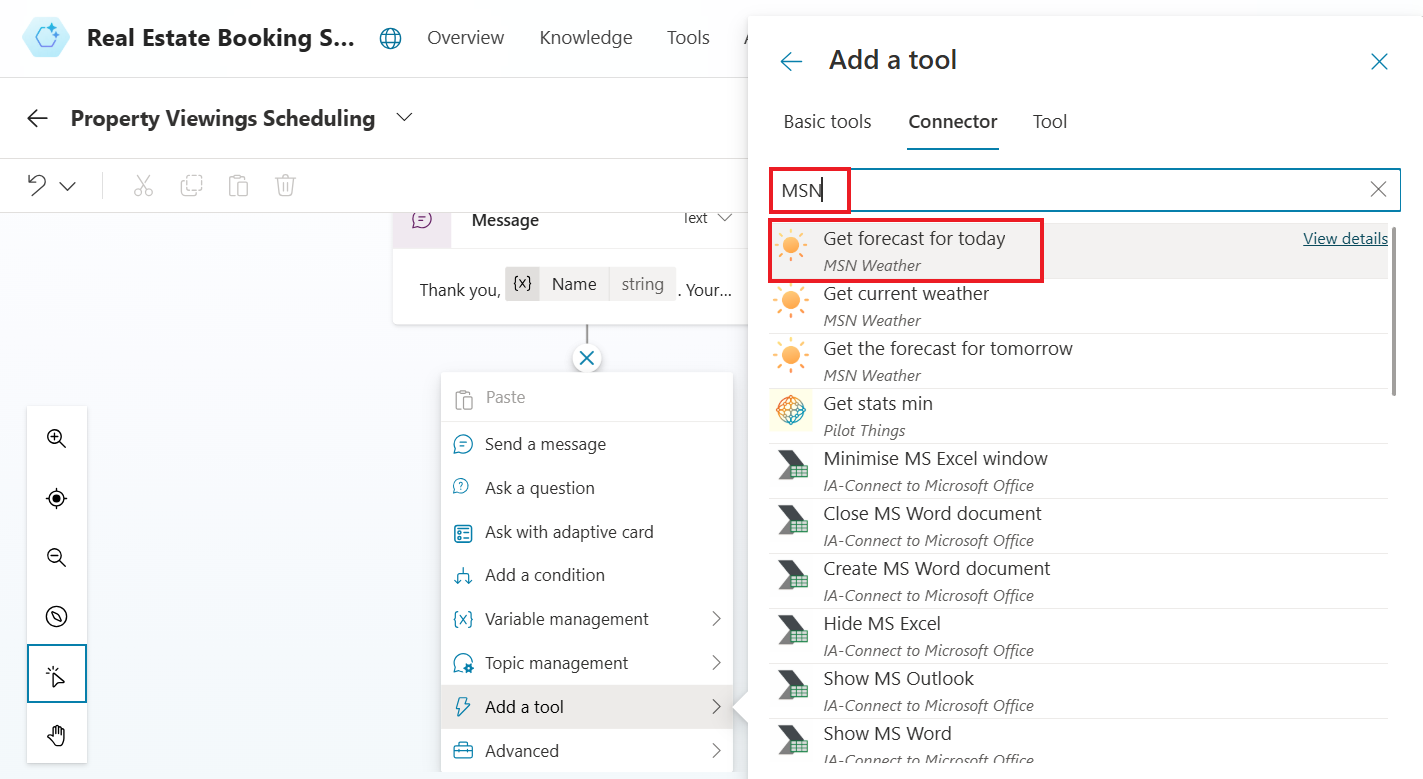 Real Estate Booking S...
Overview
Knowledge
Tools
Property Viewings Scheduling
Message
Text
Thank you, {x} Name string . Your...
Paste
Send a message
Ask a question
Ask with adaptive card
Add a condition
{x} Variable management
Topic management
Add a tool
Advanced
Add a tool
Basic tools
Connector
Tool
MSN
Get forecast for today
View details
MSN Weather
Get current weather
MSN Weather
Get the forecast for tomorrow
MSN Weather
Get stats min
Pilot Things
Minimise MS Excel window
IA-Connect to Microsoft Office
Close MS Word document
IA-Connect to Microsoft Office
Create MS Word document
IA-Connect to Microsoft Office
Hide MS Excel
IA-Connect to Microsoft Office
Show MS Outlook
IA-Connect to Microsoft Office
Show MS Word
IA-Connect to Microsoft Office